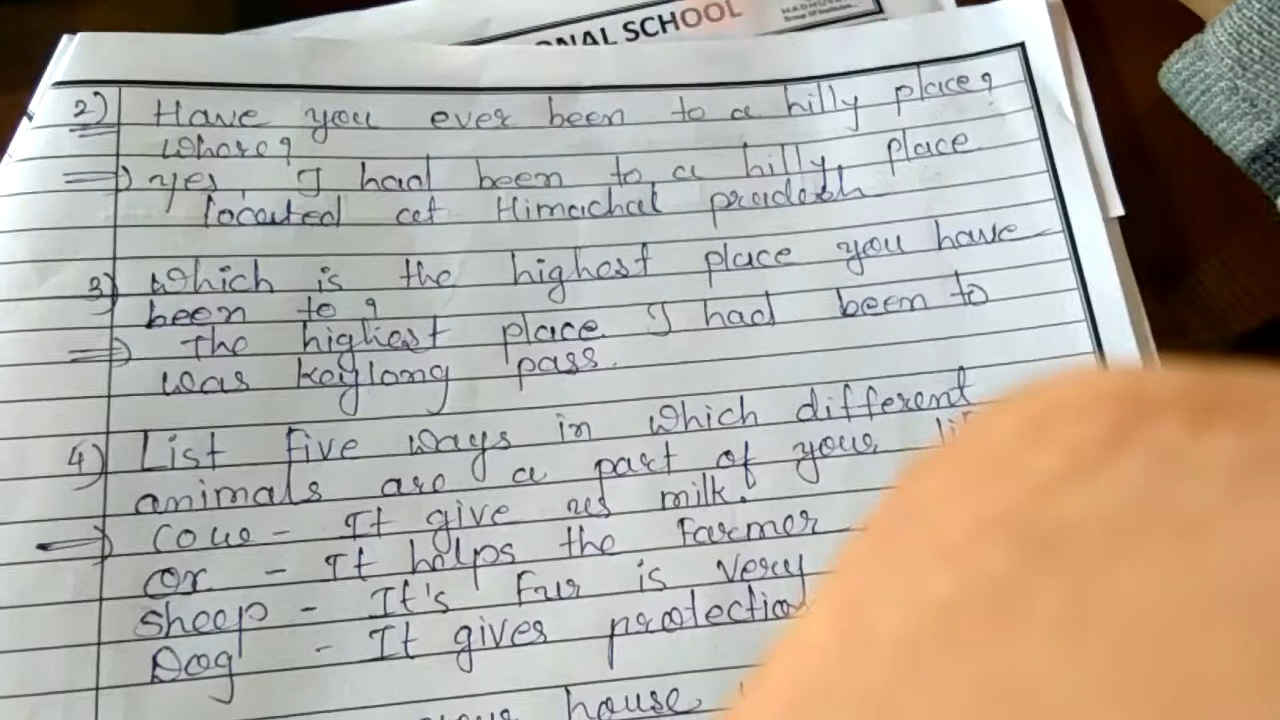 ONAL SCHOOL
2) Have you ever been to a hilly place?
where?
=> yes, I had been to a hilly place
located at Himachal pradesh
3) which is the highest place you have
been to?
=> The highest place I had been to
was keylong pass.
4) List Five ways in which different
animals are a part of your
=> cow - It give us milk.
ox - It helps the Farmer
sheep - It's Fur is very
Dog - It gives protection
house